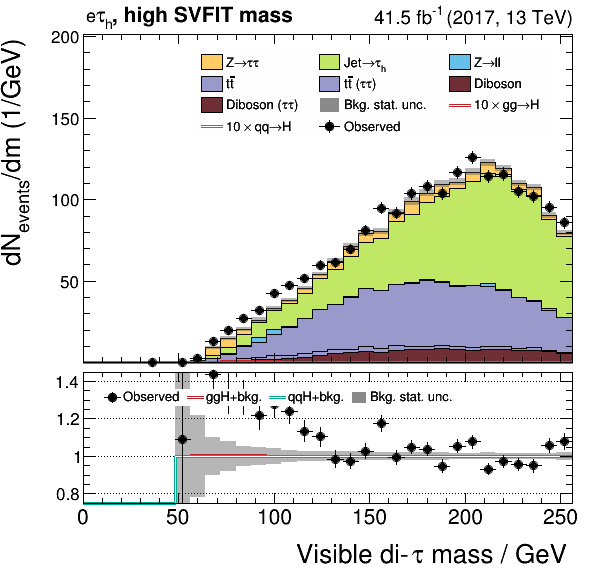 eτh, high SVFIT mass 41.5 fb⁻¹ (2017, 13 TeV)
dNevents/dm (1/GeV)
200
150
100
50
Z→ττ Jet→τh Z→ll
tt̄ tt̄ (ττ) Diboson
Diboson (ττ) Bkg. stat. unc. 10 × gg→H
10 × qq→H Observed
1.4
1.2
1
0.8
Observed ggH+bkg. qqH+bkg. Bkg. stat. unc.
0 50 100 150 200 250
Visible di-τ mass / GeV